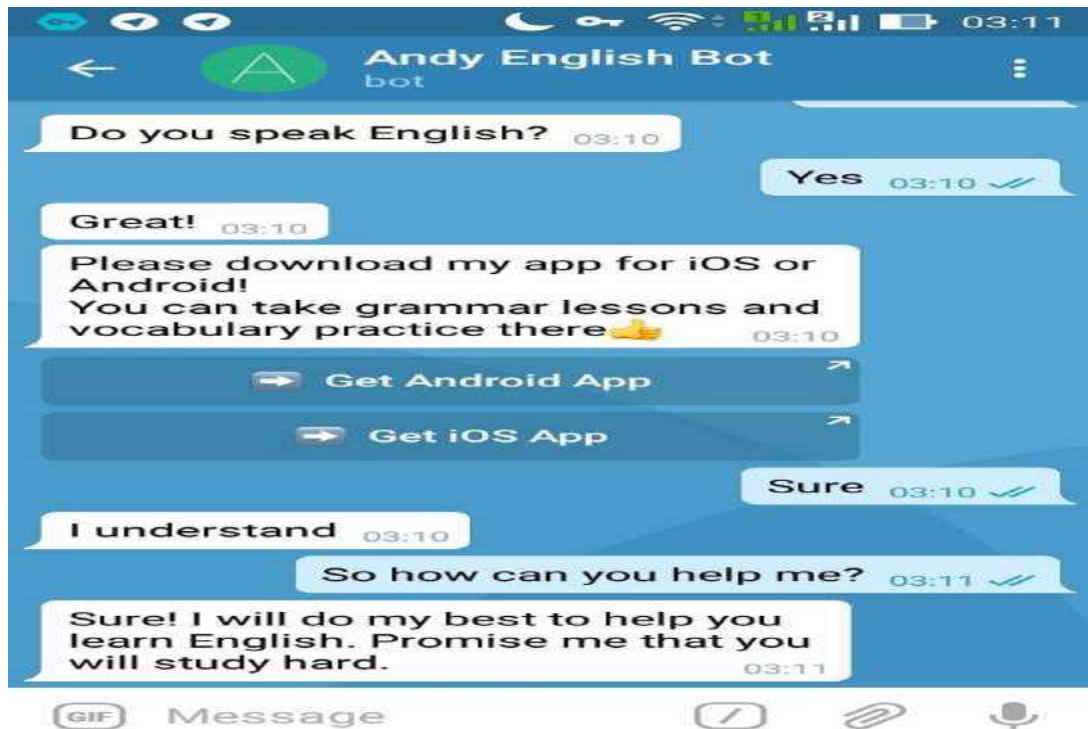 03:11
Andy English Bot
bot
Do you speak English? 03:10
Yes 03:10
Great! 03:10
Please download my app for iOS or
Android!
You can take grammar lessons and
vocabulary practice there👍 03:10
➡ Get Android App
➡ Get iOS App
Sure 03:10
I understand 03:10
So how can you help me? 03:11
Sure! I will do my best to help you
learn English. Promise me that you
will study hard. 03:11
GIF Message